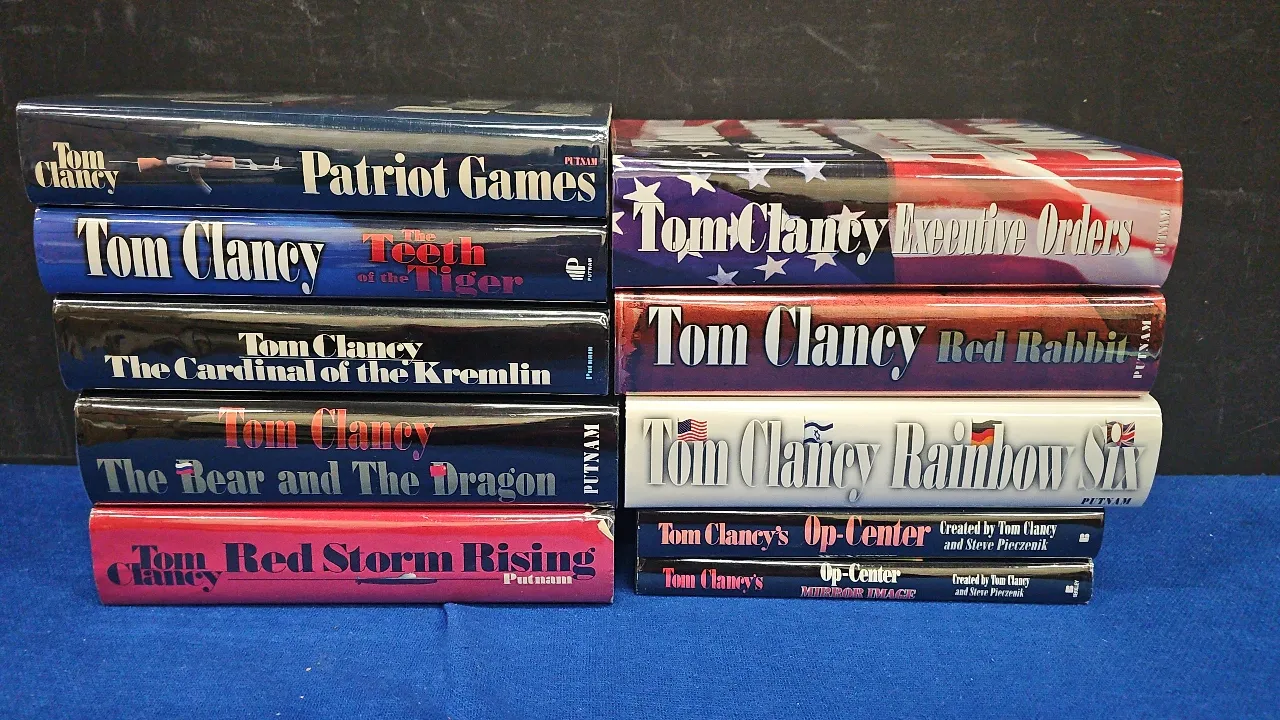 Tom
Clancy
Patriot Games
PUTNAM
Tom Clancy
The
Teeth
of the Tiger
PUTNAM
Tom Clancy
The Cardinal of the Kremlin
Putnam
Tom Clancy
The Bear and The Dragon
PUTNAM
Tom
Clancy
Red Storm Rising
Putnam
Tom Clancy Executive Orders
PUTNAM
Tom Clancy Red Rabbit
PUTNAM
Tom Clancy Rainbow Six
PUTNAM
Tom Clancy's Op-Center
Created by Tom Clancy
and Steve Pieczenik
Tom Clancy's
Op-Center
MIRROR IMAGE
Created by Tom Clancy
and Steve Pieczenik
BERKLEY